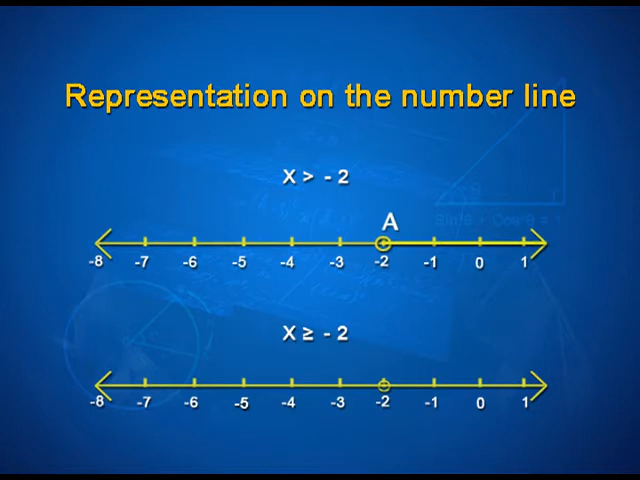 Representation on the number line
X > - 2
A
-8 -7 -6 -5 -4 -3 -2 -1 0 1
X ≥ - 2
-8 -7 -6 -5 -4 -3 -2 -1 0 1